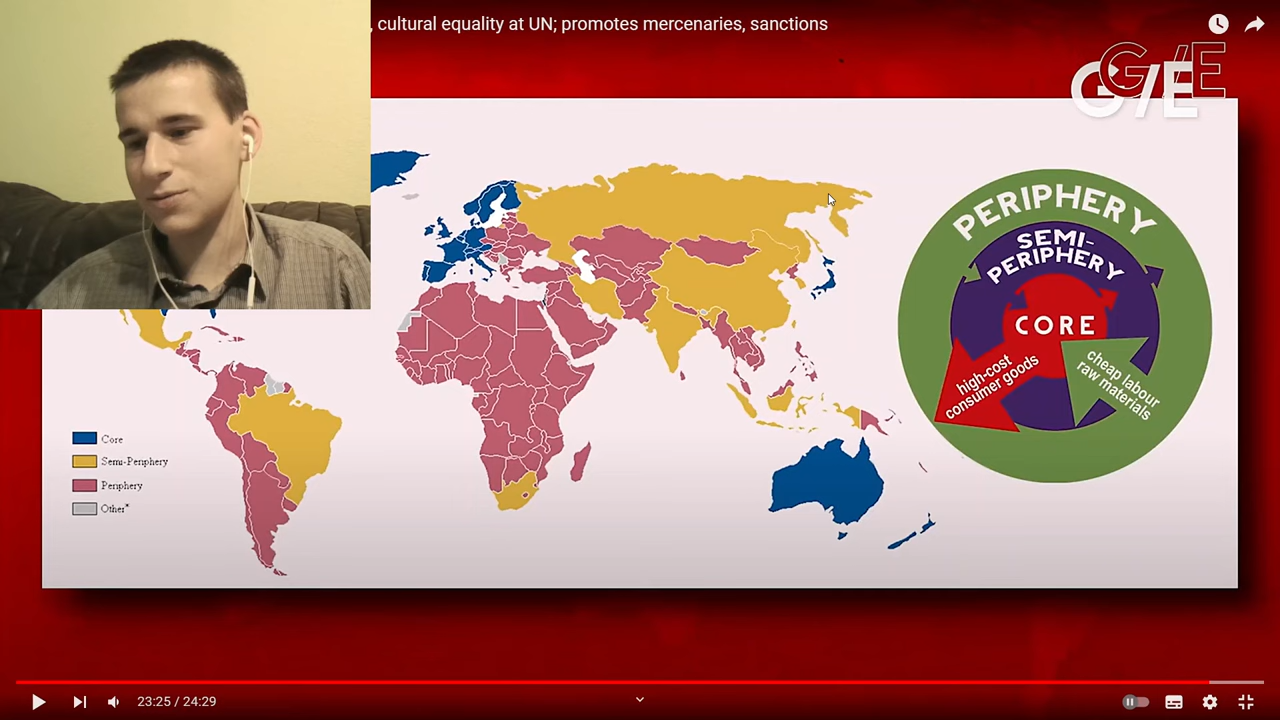 , cultural equality at UN; promotes mercenaries, sanctions
G/E
G/E
PERIPHERY
SEMI-
PERIPHERY
CORE
high-cost
consumer goods
cheap labour
raw materials
Core
Semi-Periphery
Periphery
Other*
23:25 / 24:29